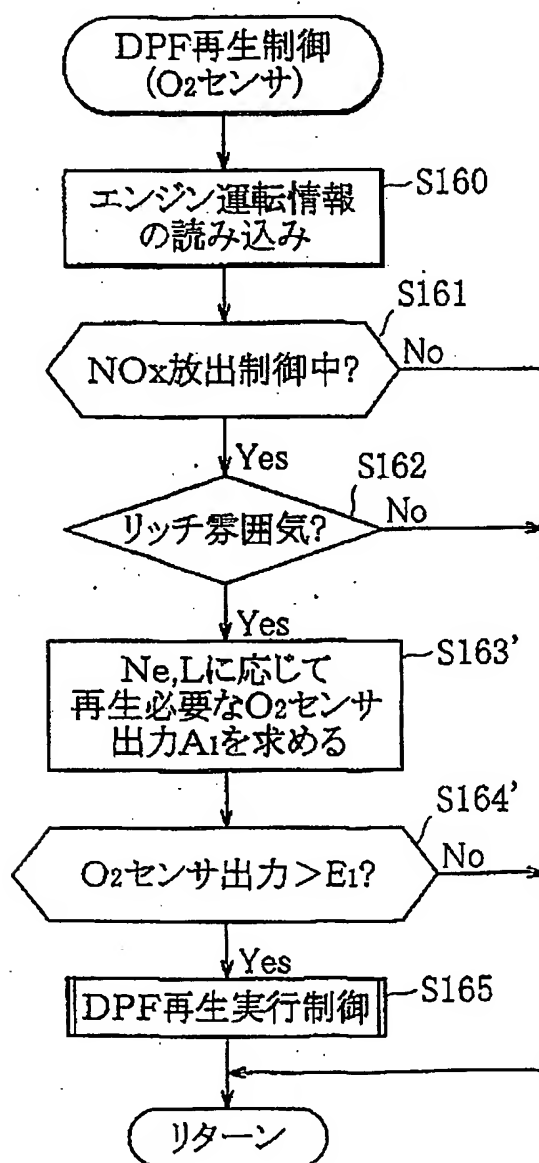 DPF再生制御
(O2センサ)
エンジン運転情報
の読み込み
S160
S161
NOx放出制御中?
No
Yes
S162
リッチ雰囲気?
No
Yes
Ne,Lに応じて
再生必要なO2センサ
出力A1を求める
S163'
S164'
O2センサ出力>E1?
No
Yes
DPF再生実行制御
S165
リターン